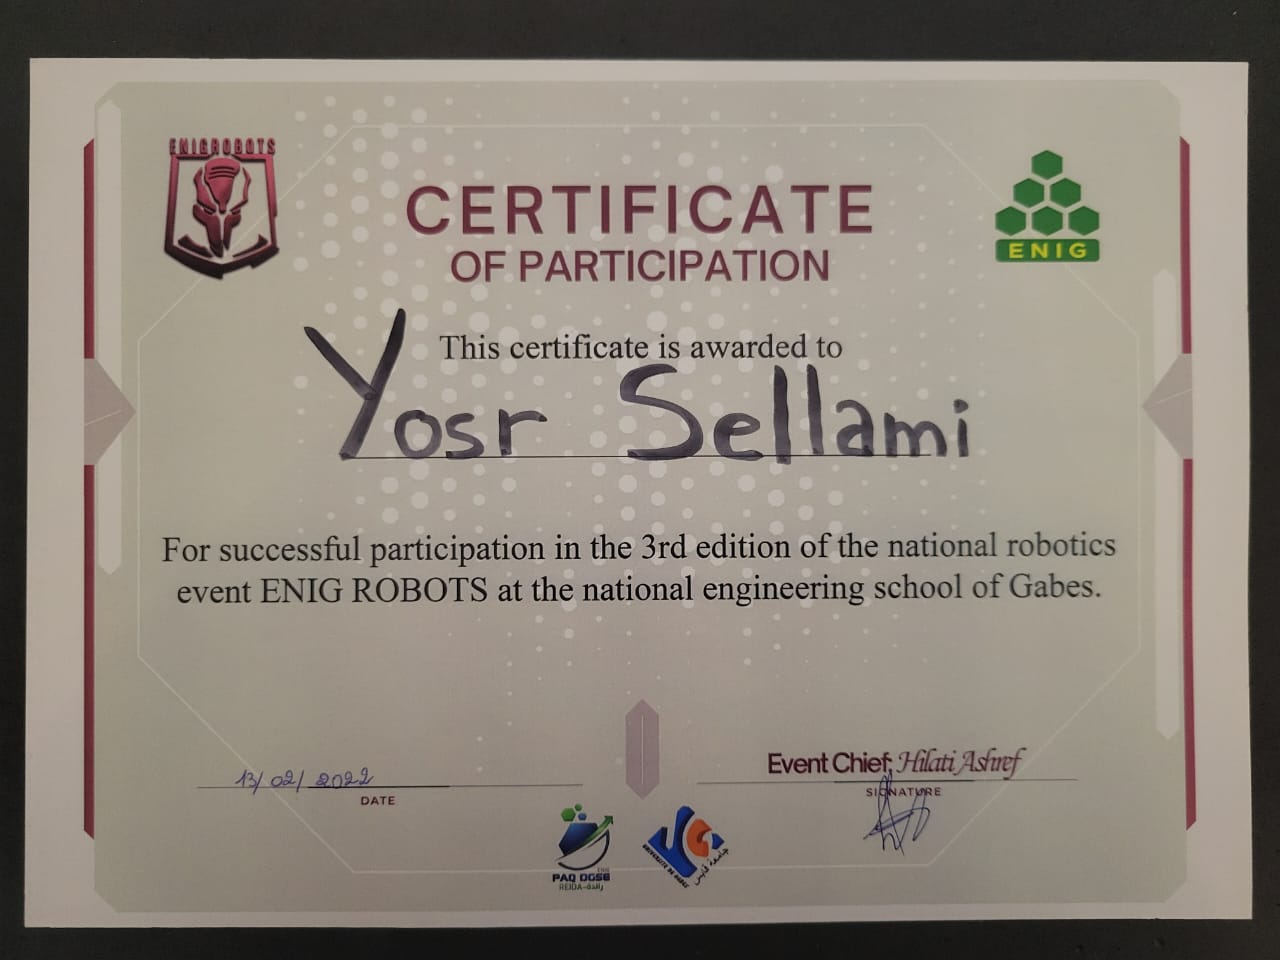 ENIGROBOTS
ENIG
CERTIFICATE
OF PARTICIPATION
This certificate is awarded to
Yosr Sellami
For successful participation in the 3rd edition of the national robotics
event ENIG ROBOTS at the national engineering school of Gabes.
13/02/2022
DATE
Event Chief: Hilati Ashref
SIGNATURE
PAQ DGSE
REIDA-رائدة
UNIVERSITE DE GABES
جامعة قابس